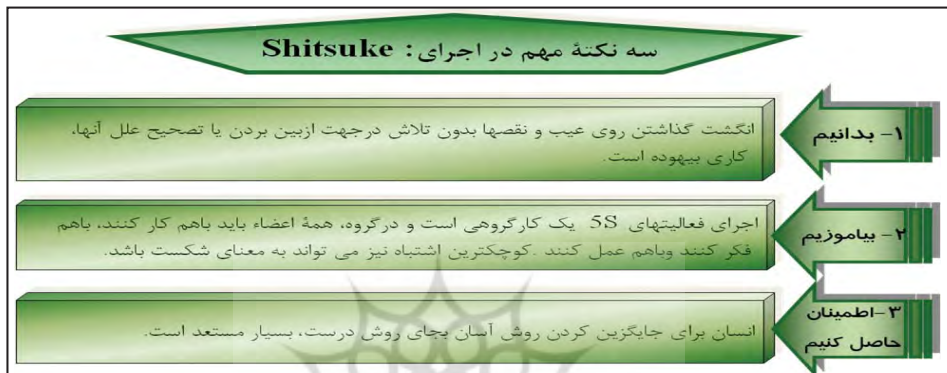 سه نکتۀ مهم در اجرای: Shitsuke
۱- بدانیم
انگشت گذاشتن روی عیب و نقصها بدون تلاش درجهت ازبین بردن یا تصحیح علل آنها،
کاری بیهوده است.
۲- بیاموزیم
اجرای فعالیتهای 5S یک کارگروهی است و درگروه، همۀ اعضاء باید باهم کار کنند، باهم
فکر کنند وباهم عمل کنند .کوچکترین اشتباه نیز می تواند به معنای شکست باشد.
۳-اطمینان
حاصل کنیم
انسان برای جایگزین کردن روش آسان بجای روش درست، بسیار مستعد است.